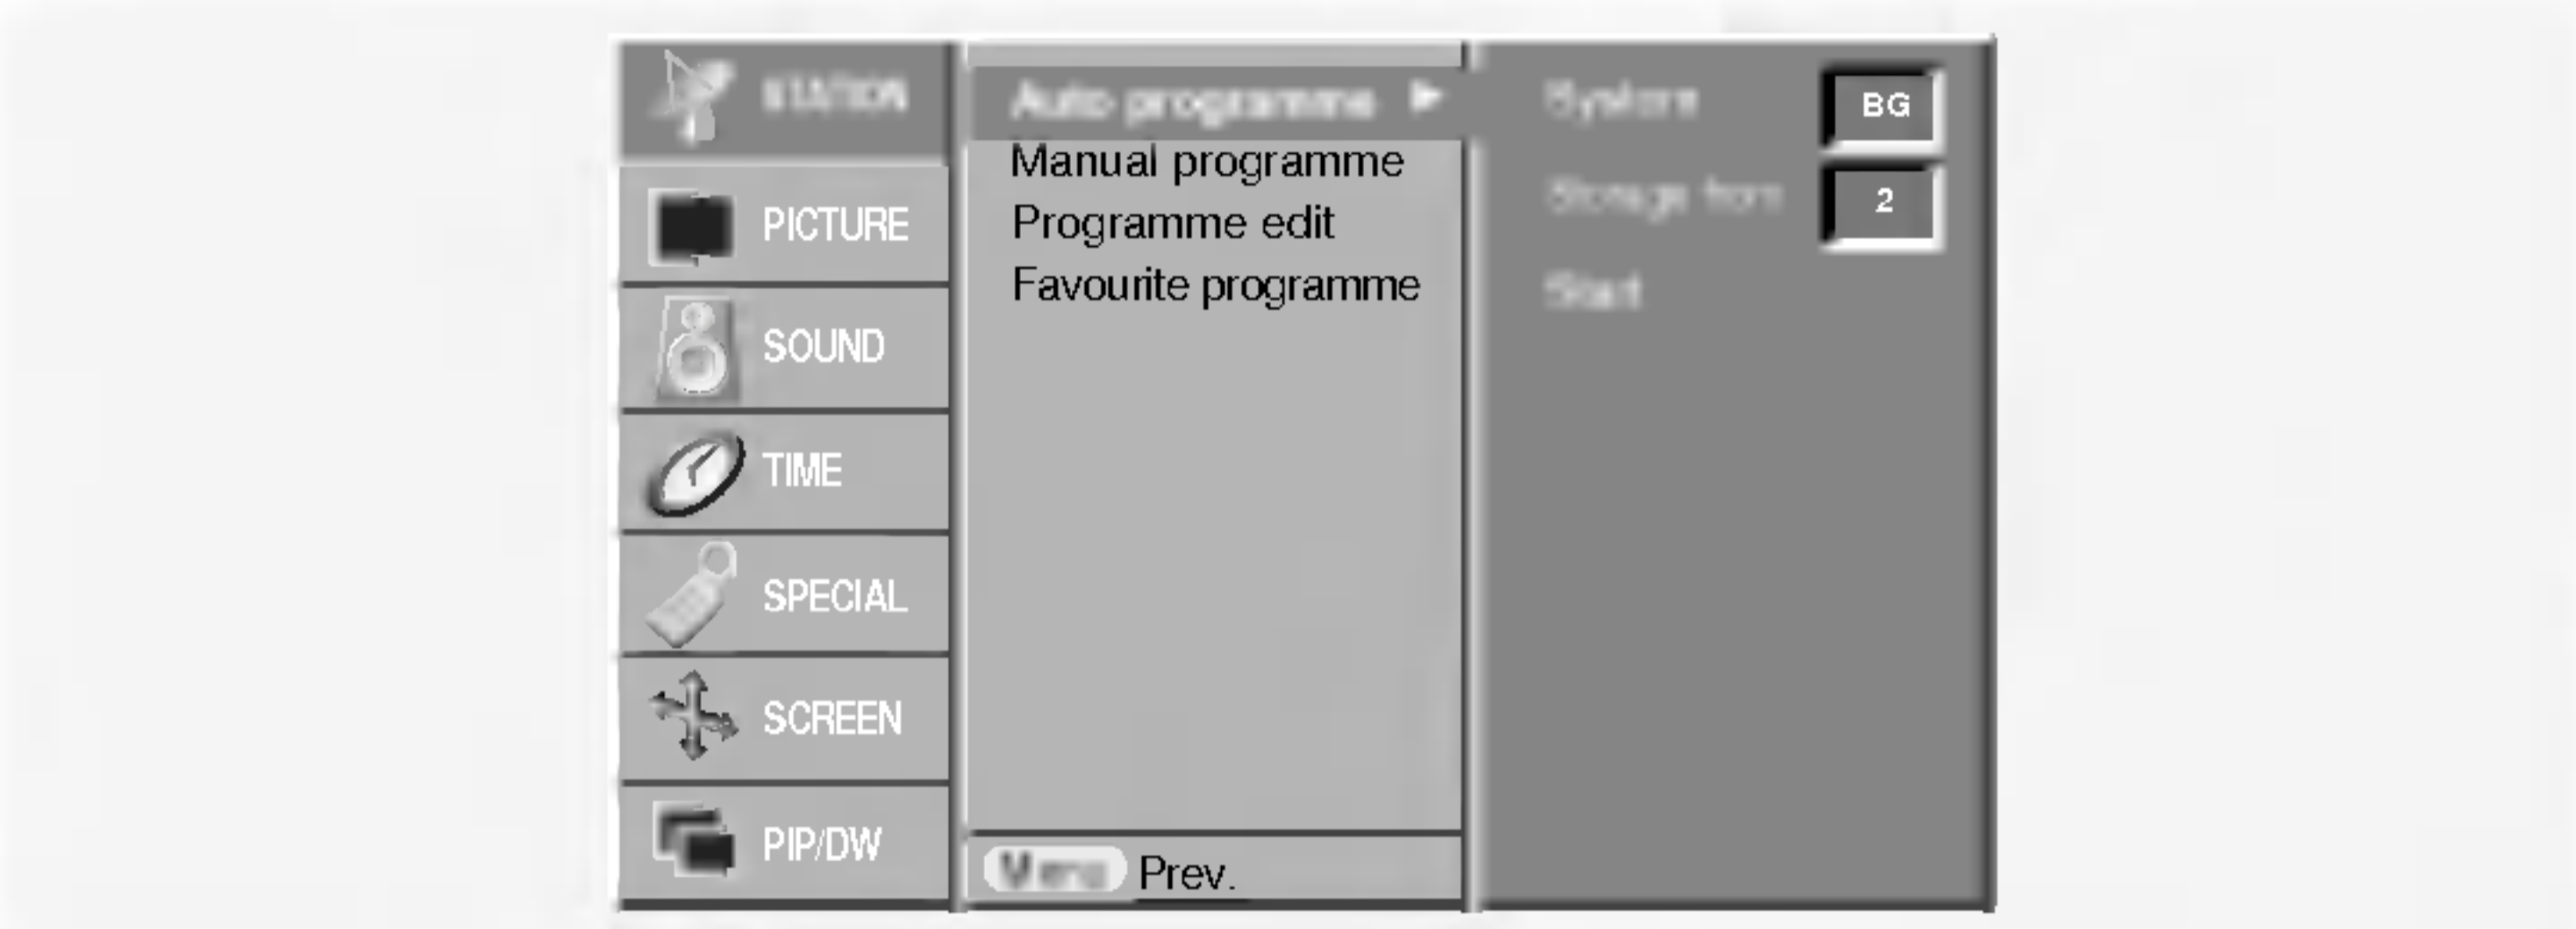 STATION
PICTURE
SOUND
TIME
SPECIAL
SCREEN
PIP/DW
Auto programme ▶
Manual programme
Programme edit
Favourite programme
Menu Prev.
System BG
Storage from 2
Start